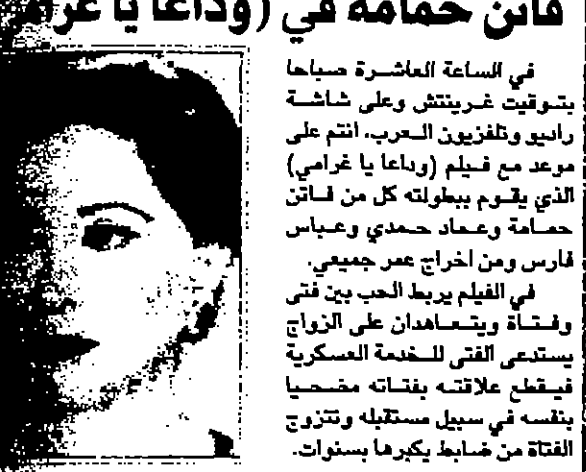 فاتن حمامة في (وداعا يا غرامي
في الساعة العاشرة صباحا
بتوقيت غرينتش وعلى شاشة
راديو وتلفزيون العرب، انتم على
موعد مع فيلم (وداعا يا غرامي)
الذي يقوم ببطولته كل من فاتن
حمامة وعماد حمدي وعباس
فارس ومن اخراج عمر جميعي.
في الفيلم يربط الحب بين فتى
وفتاة ويتعاهدان على الزواج
يستدعى الفتى للخدمة العسكرية
فيقطع علاقته بفتاته مضحيا
بنفسه في سبيل مستقبله وتتزوج
الفتاة من ضابط يكبرها بسنوات.